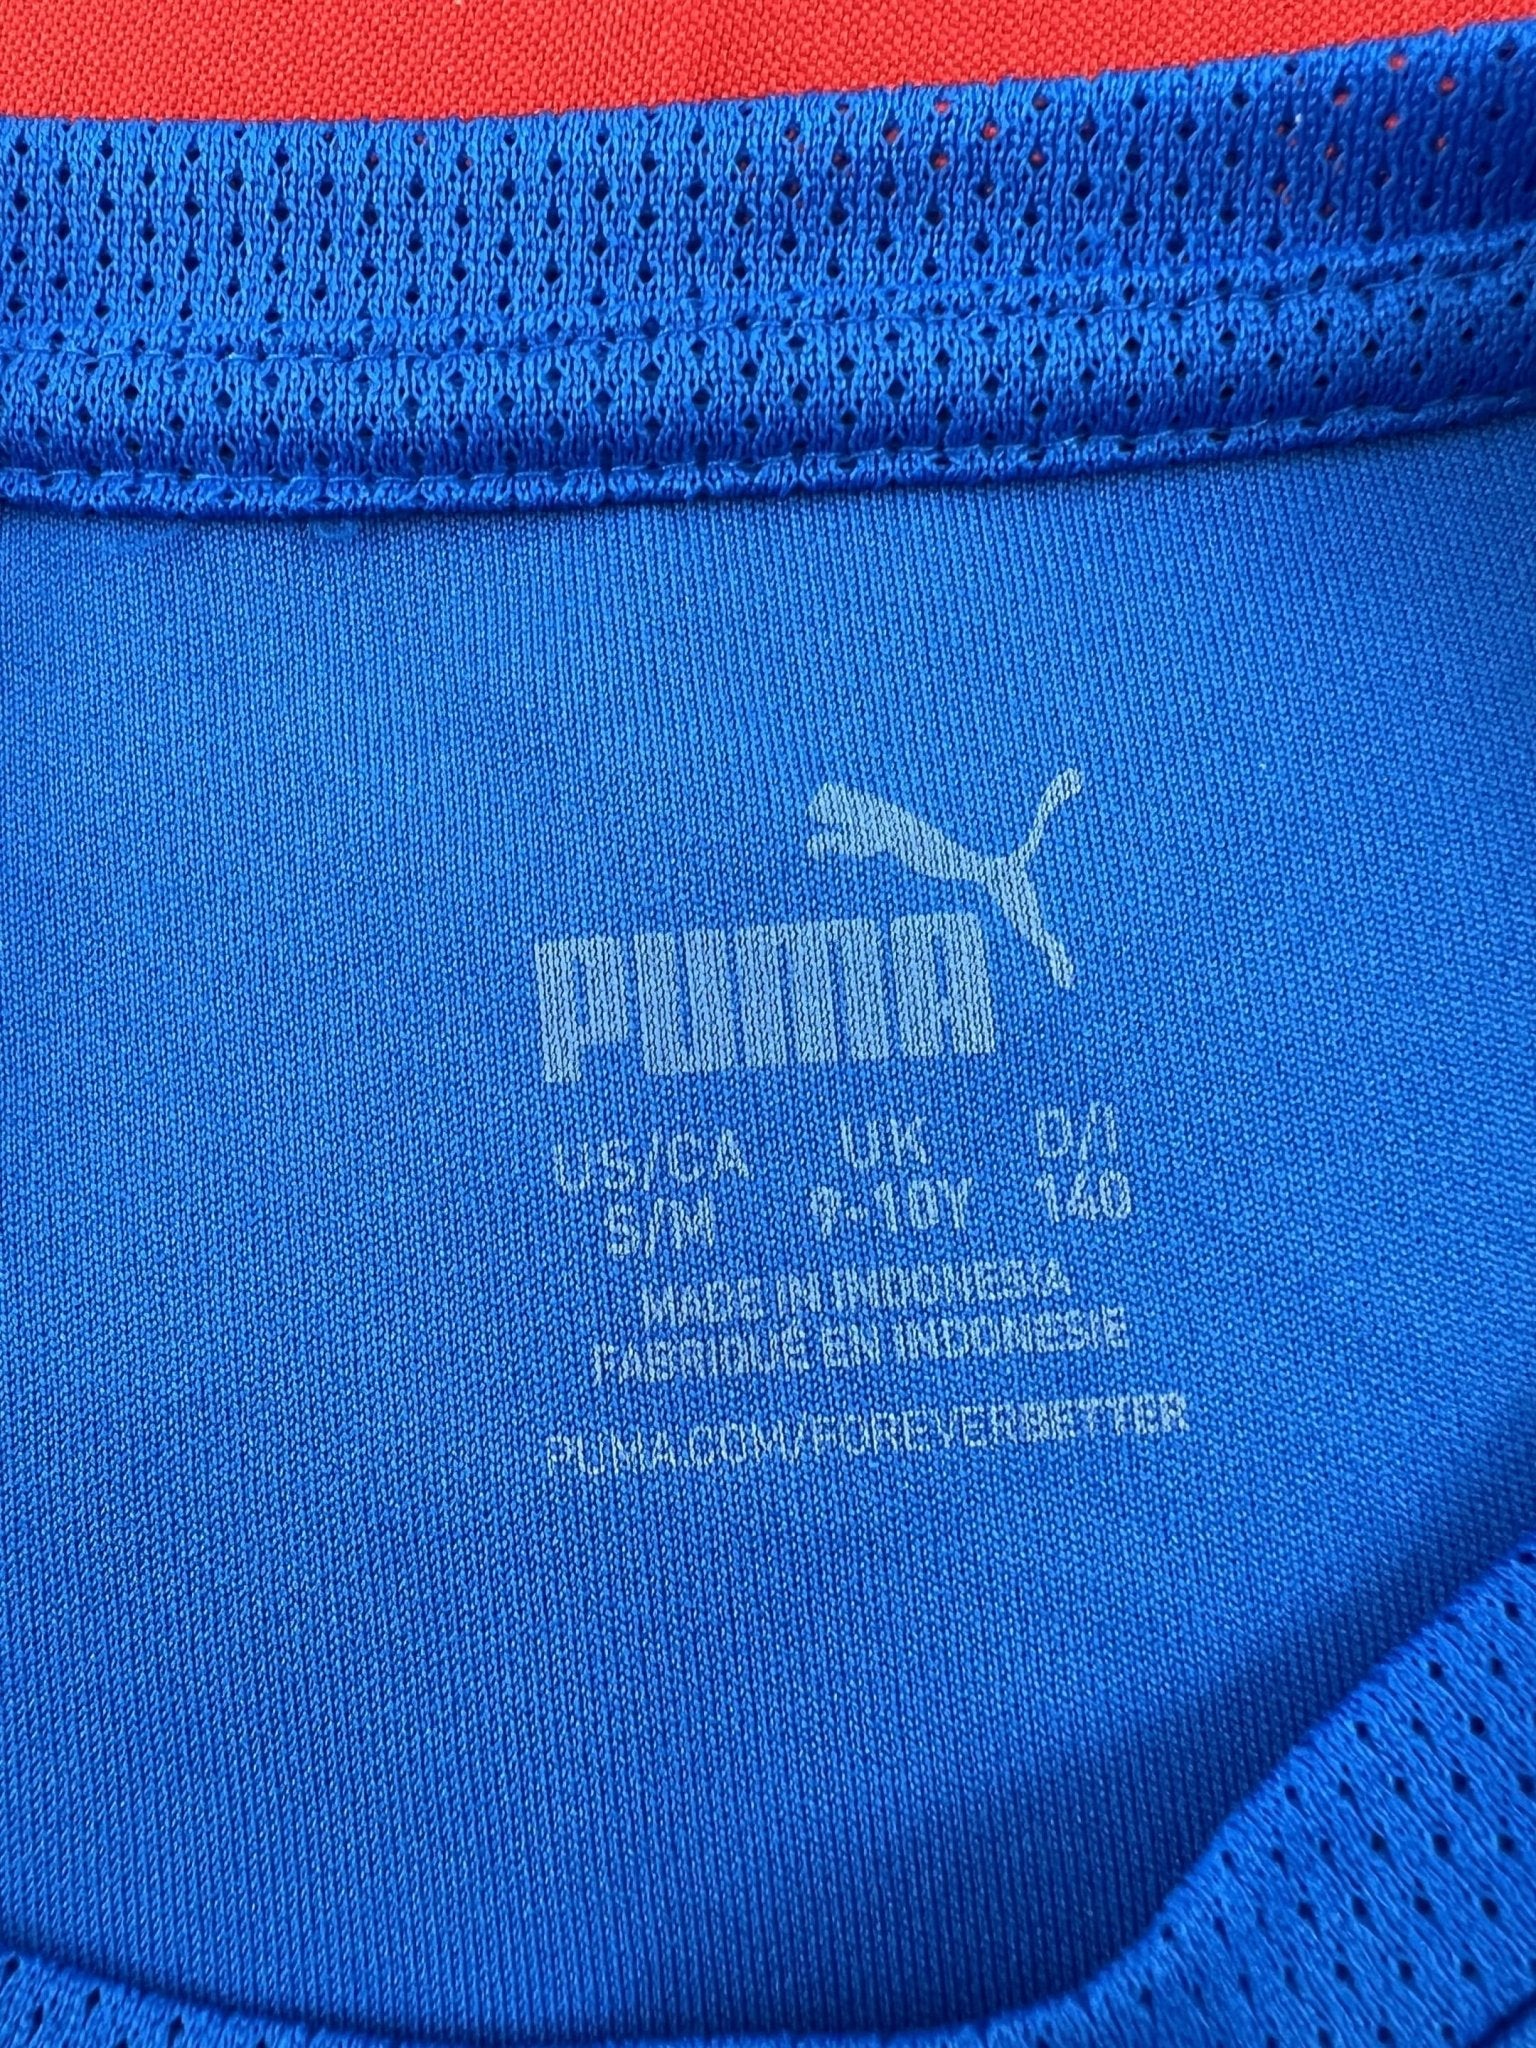 PUMA
US/CA UK D/I
S/M 9-10Y 140
MADE IN INDONESIA
FABRIQUÉ EN INDONESIE
PUMA.COM/FOREVERBETTER